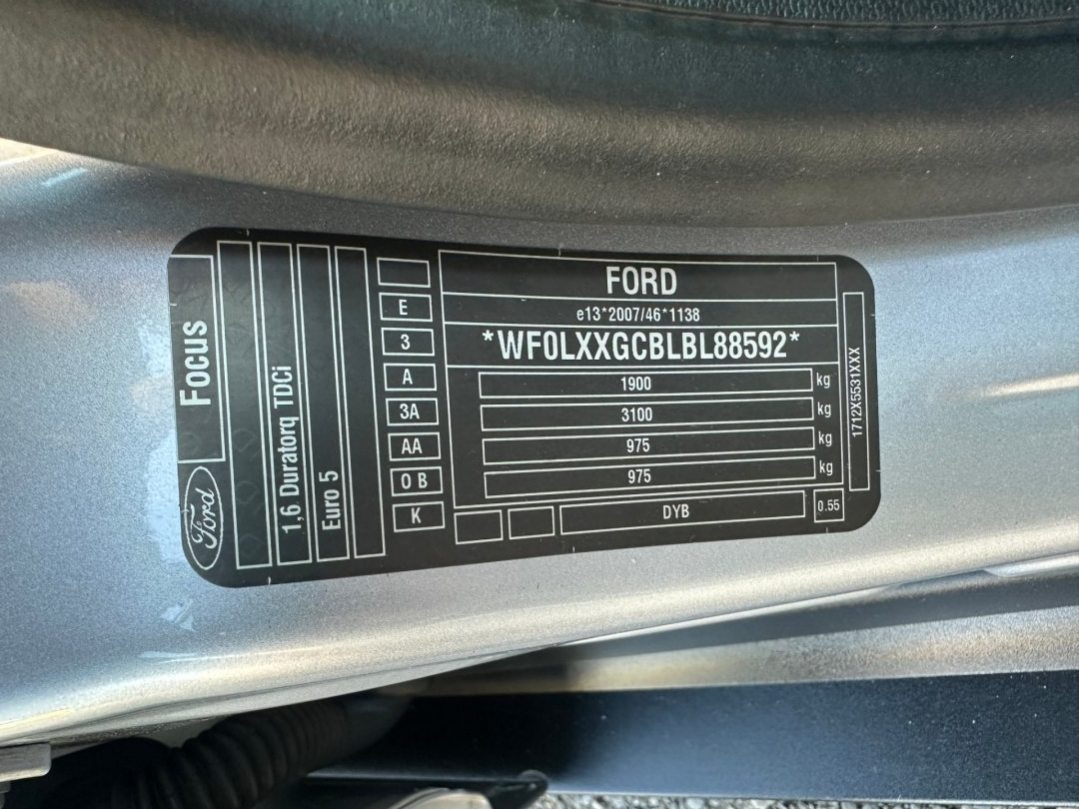 FORD
e13*2007/46*1138
*WF0LXXGCBLBL88592*
1900 kg
3100 kg
975 kg
975 kg
DYB
0.55
1712X5531XXX
E
3
A
3A
AA
0 B
K
Focus
1,6 Duratorq TDCi
Euro 5
Ford